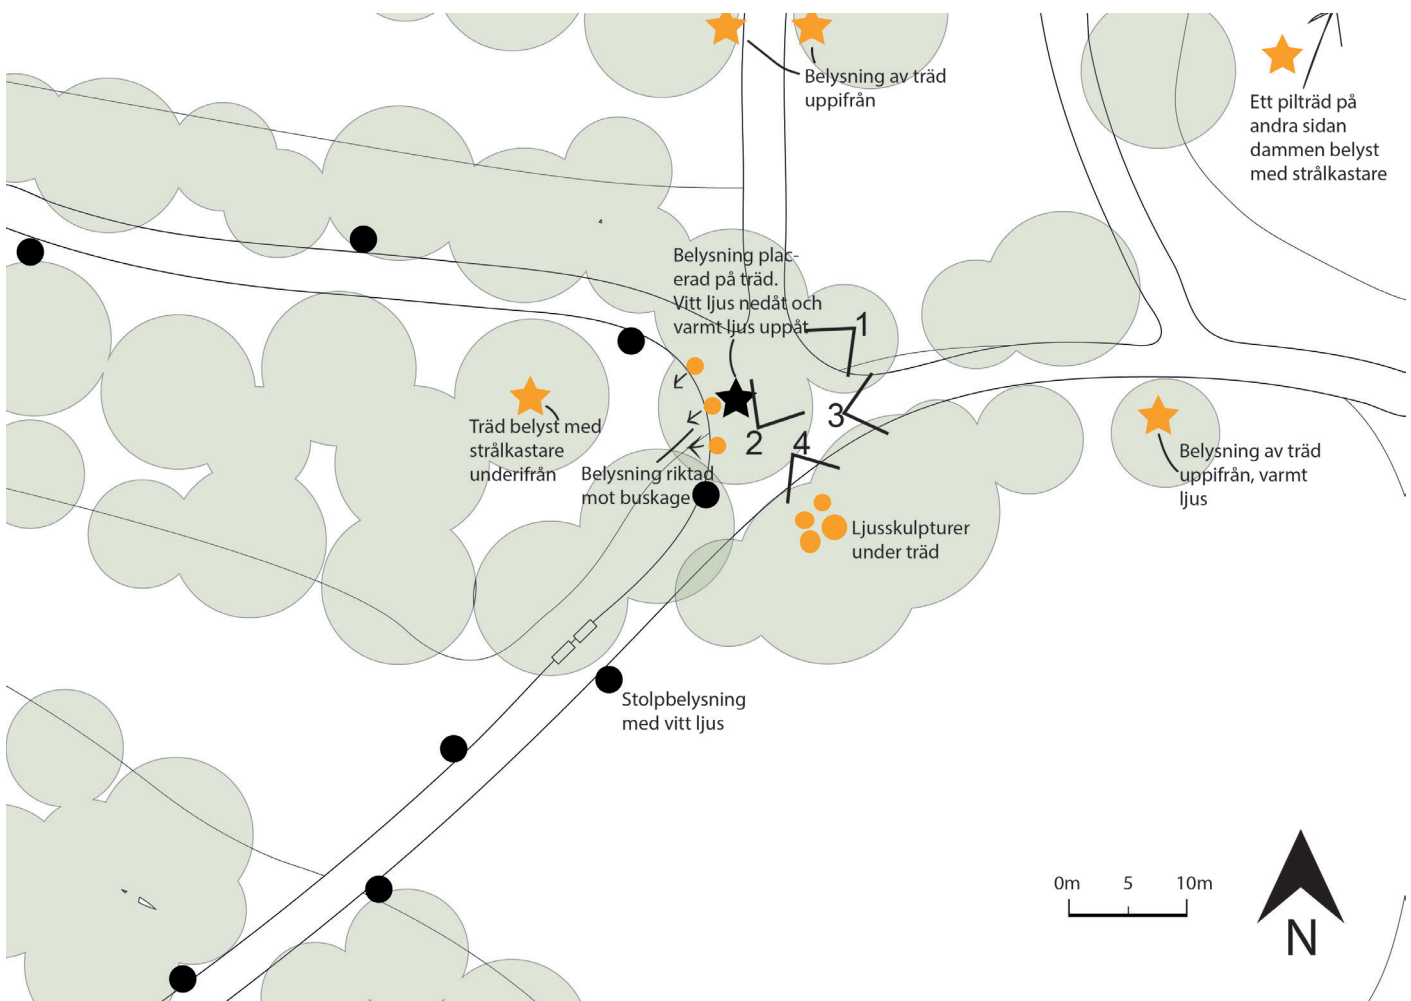 Belysning av träd
uppifrån
Ett pilträd på
andra sidan
dammen belyst
med strålkastare
Belysning plac-
erad på träd.
Vitt ljus nedåt och
varmt ljus uppåt
1
2
3
4
Träd belyst med
strålkastare
underifrån
Belysning riktad
mot buskage
Belysning av träd
uppifrån, varmt
ljus
Ljusskulpturer
under träd
Stolpbelysning
med vitt ljus
0m 5 10m
N